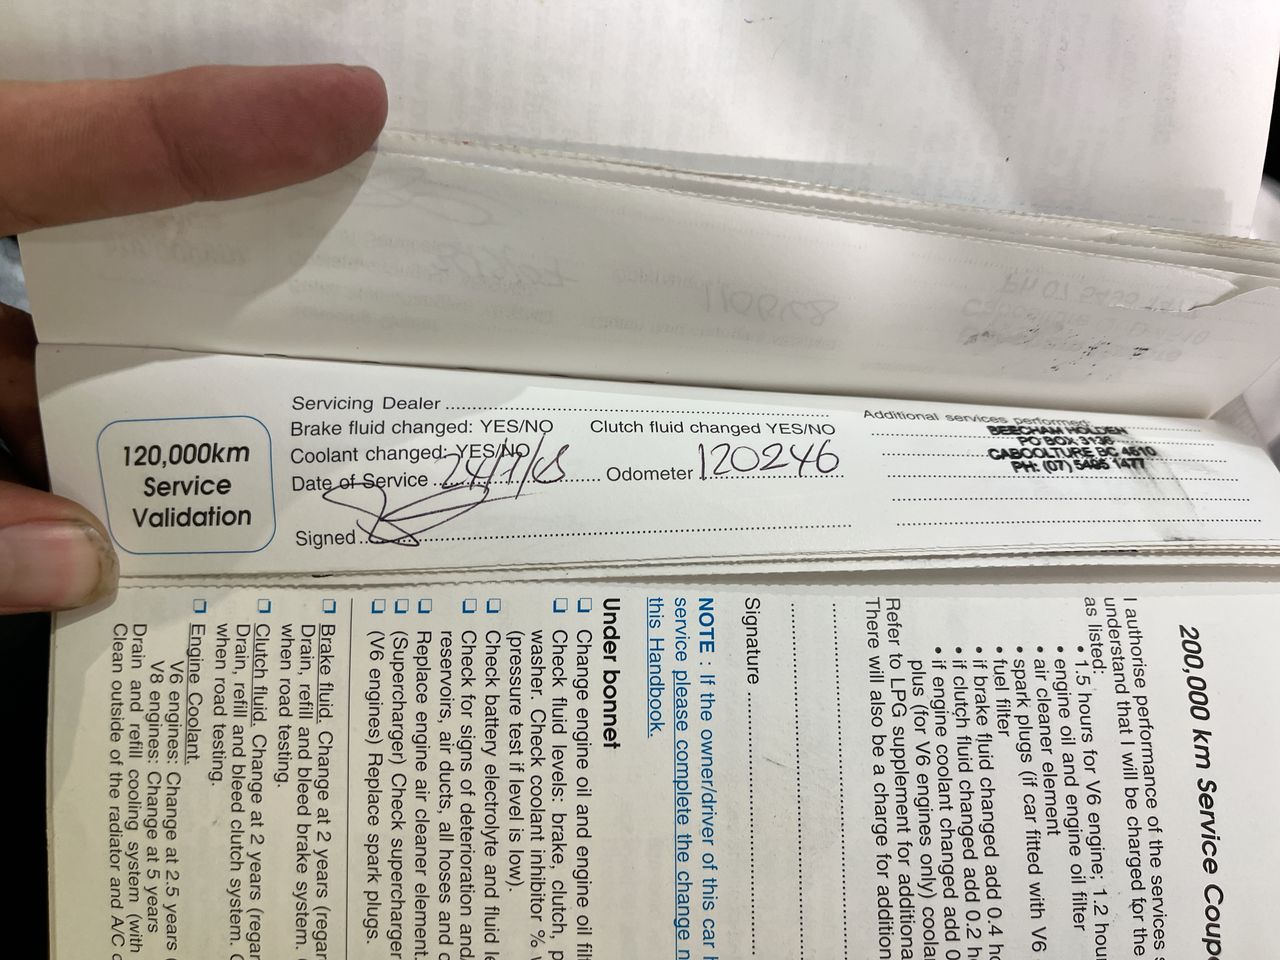 120,000km
Service
Validation
Servicing Dealer
Brake fluid changed: YES/NO Clutch fluid changed YES/NO
Coolant changed: YES/NO
Date of Service Odometer 120246
Signed
Additional services performed
BEECHAM HOLDEN
PO BOX 3136
CABOOLTURE BC 4510
PH: (07) 5495 1477
200,000 km Service
I authorise performance of the services
understand that I will be charged for the
as listed:
• 1.5 hours for V6 engine; 1.2
• engine oil and engine oil filter
• air cleaner element
• spark plugs (if car fitted with V6
• fuel filter
• if brake fluid changed add 0.4
• if clutch fluid changed add 0.2
• if engine coolant changed add
plus (for V6 engines only)
Refer to LPG supplement for
There will also be a charge for
Signature
NOTE : If the owner/driver of this car
service please complete the change
this Handbook.
Under bonnet
❑ Change engine oil and engine oil
❑ Check fluid levels: brake, clutch,
washer. Check coolant inhibitor %
(pressure test if level is low).
❑ Check battery electrolyte and fluid
❑ Check for signs of deterioration
reservoirs, air ducts, all hoses and
❑ Replace engine air cleaner element.
❑ (Supercharger) Check supercharger
❑ (V6 engines) Replace spark plugs.
❑ Brake fluid. Change at 2 years
Drain, refill and bleed brake system.
when road testing.
❑ Clutch fluid. Change at 2 years
Drain, refill and bleed clutch system.
when road testing.
❑ Engine Coolant.
V6 engines: Change at 2.5 years
V8 engines: Change at 5 years
Drain and refill cooling system (with
Clean outside of the radiator and A/C